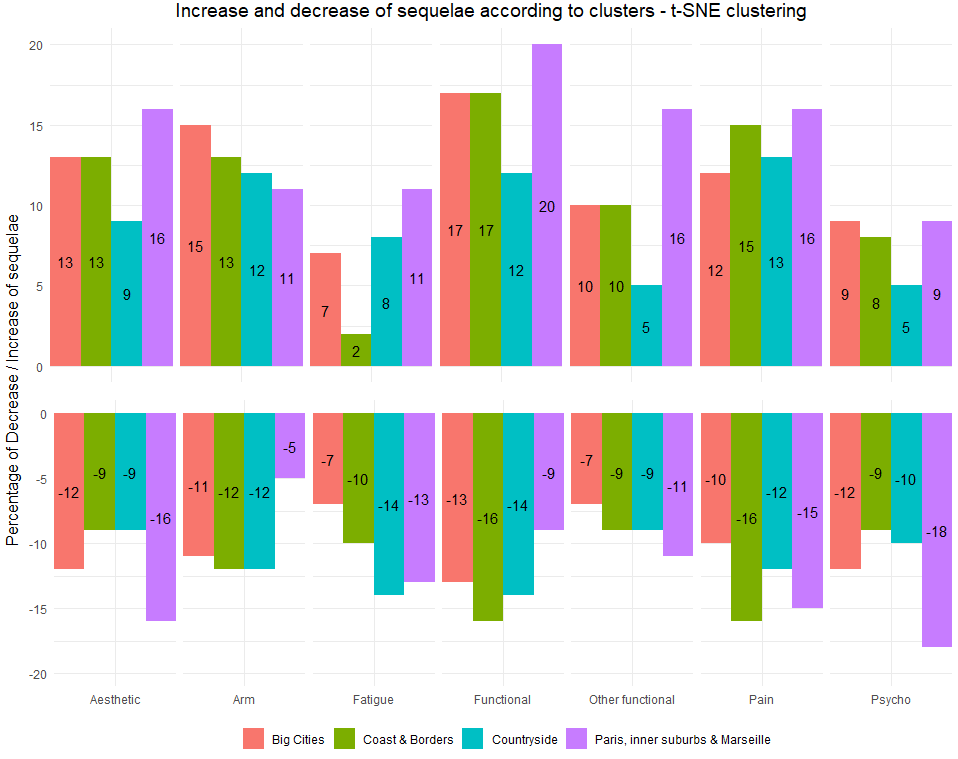 Increase and decrease of sequelae according to clusters - t-SNE clustering
Percentage of Decrease / Increase of sequelae
20
15
10
5
0
13 13 9 16
15 13 12 11
7 2 8 11
17 17 12 20
10 10 5 16
12 15 13 16
9 8 5 9
0
-5
-10
-15
-20
-12 -9 -9 -16
-11 -12 -12 -5
-7 -10 -14 -13
-13 -16 -14 -9
-7 -9 -9 -11
-10 -16 -12 -15
-12 -9 -10 -18
Aesthetic Arm Fatigue Functional Other functional Pain Psycho
Big Cities Coast & Borders Countryside Paris, inner suburbs & Marseille